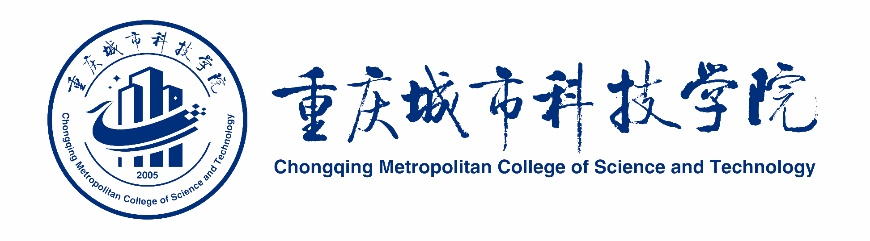 重庆城市科技学院
2005
Chongqing Metropolitan College of Science and Technology
重庆城市科技学院
Chongqing Metropolitan College of Science and Technology